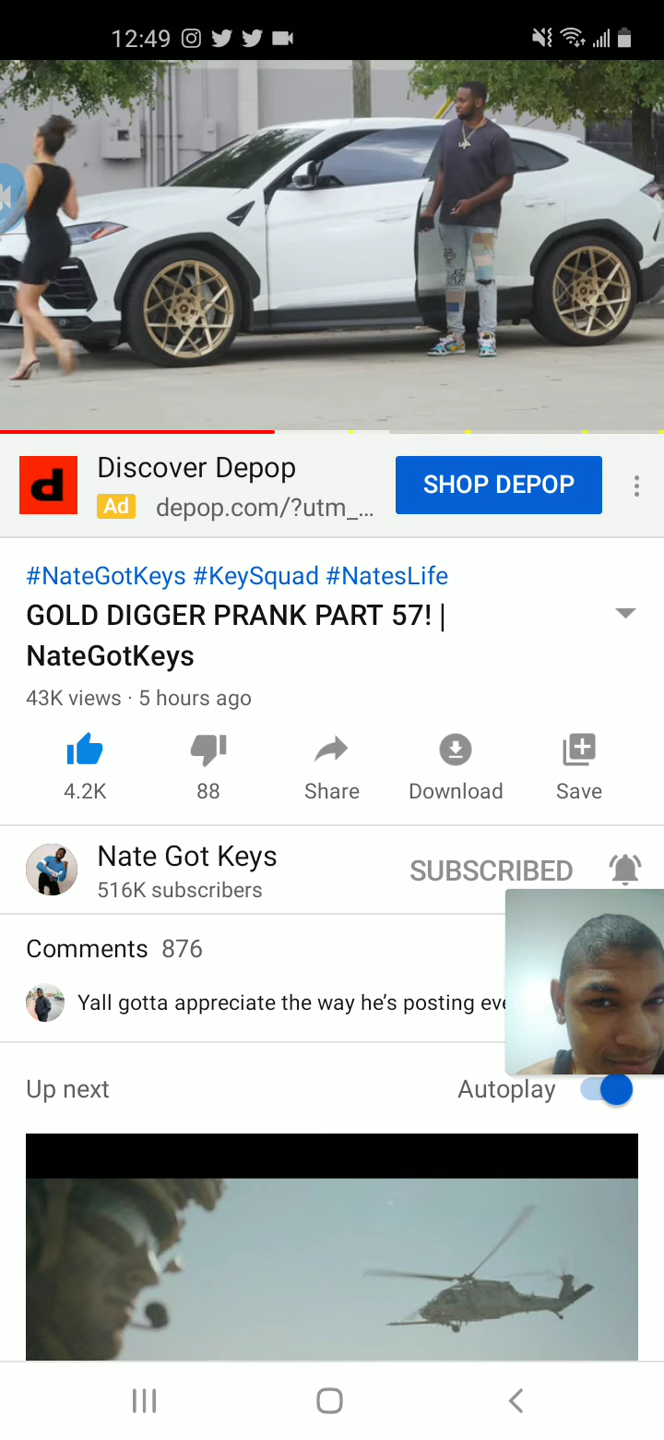 12:49
Discover Depop
SHOP DEPOP
Ad depop.com/?utm_...
#NateGotKeys #KeySquad #NatesLife
GOLD DIGGER PRANK PART 57! |
NateGotKeys
43K views · 5 hours ago
4.2K 88 Share Download Save
Nate Got Keys
516K subscribers
SUBSCRIBED
Comments 876
Yall gotta appreciate the way he's posting
Up next Autoplay